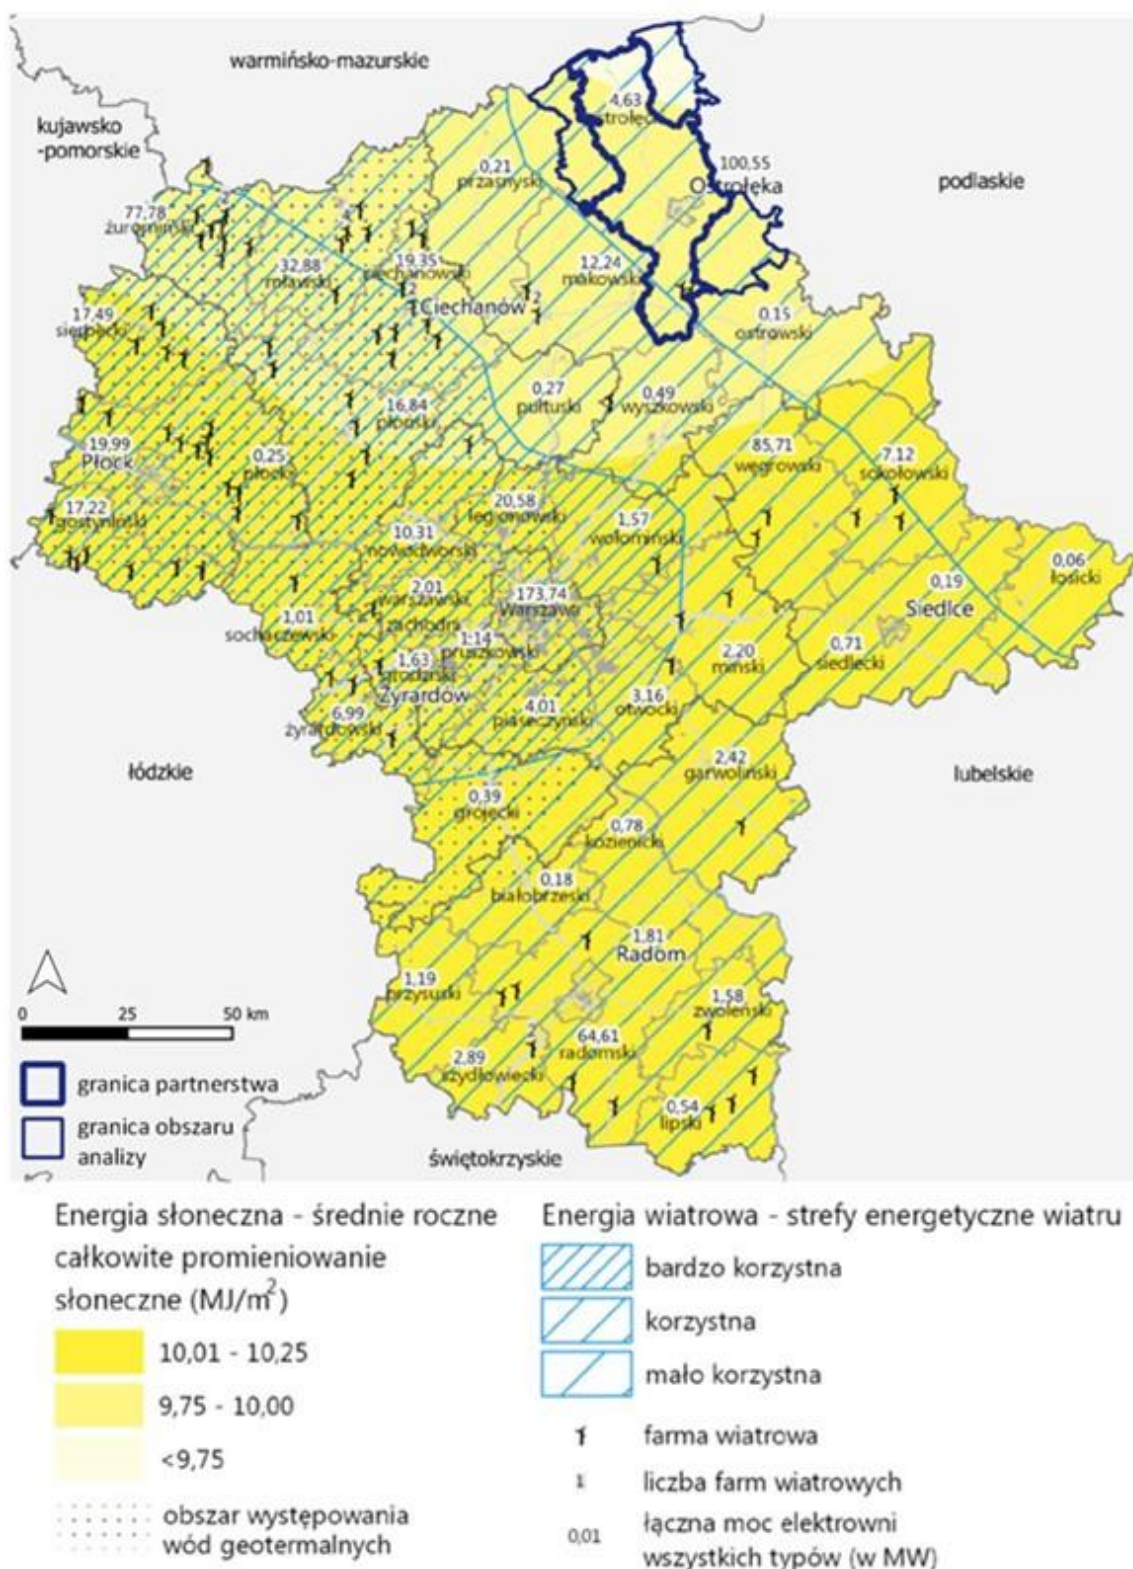 warmińsko-mazurskie
kujawsko
-pomorskie
podlaskie
4,63
100,55
Ostrołęka
0,21
przasnyski
77,78
żuromiński
2
4
32,88
mławski
19,35
ciechanowski
2
Ciechanów
12,24
makowski
2
17,49
sierpecki
0,15
ostrowski
0,27
pułtuski
0,49
wyszkowski
16,84
płoński
19,99
Płock
0,25
płocki
85,71
węgrowski
7,12
sokołowski
17,22
gostyniński
20,58
legionowski
10,31
nowodworski
1,57
wołomiński
0,06
łosicki
2,01
warszawski
zachodni
173,74
Warszawa
0,19
Siedlce
1,01
sochaczewski
1,14
pruszkowski
1,63
grodziski
Żyrardów
2,20
miński
0,71
siedlecki
6,99
żyrardowski
4,01
piaseczyński
3,16
otwocki
łódzkie
2,42
garwoliński
lubelskie
0,39
grójecki
0,78
kozienicki
0,18
białobrzeski
1,81
Radom
1,19
przysuski
1,58
zwoleński
0 25 50 km
2
2,89
szydłowiecki
64,61
radomski
0,54
lipski
granica partnerstwa
granica obszaru
analizy
świętokrzyskie
Energia słoneczna - średnie roczne
całkowite promieniowanie
słoneczne (MJ/m²)
10,01 - 10,25
9,75 - 10,00
<9,75
obszar występowania
wód geotermalnych
Energia wiatrowa - strefy energetyczne wiatru
bardzo korzystna
korzystna
mało korzystna
farma wiatrowa
1 liczba farm wiatrowych
0,01 łączna moc elektrowni
wszystkich typów (w MW)